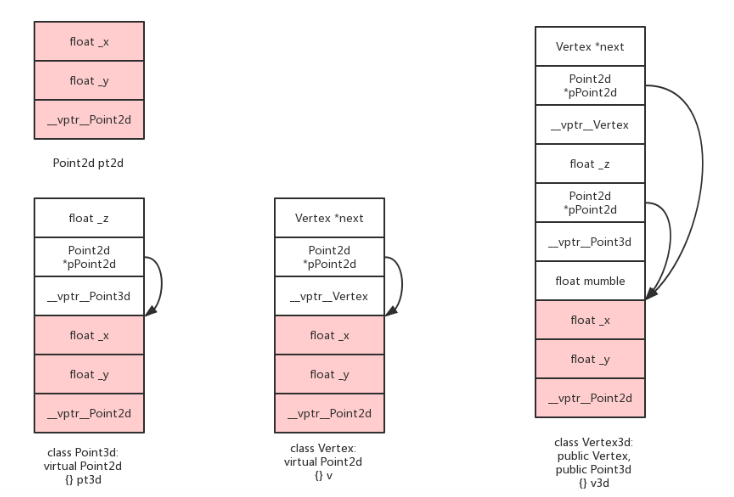 float _x
float _y
__vptr__Point2d
Point2d pt2d
float _z
Point2d
*pPoint2d
__vptr__Point3d
float _x
float _y
__vptr__Point2d
class Point3d:
virtual Point2d
{} pt3d
Vertex *next
Point2d
*pPoint2d
__vptr__Vertex
float _x
float _y
__vptr__Point2d
class Vertex:
virtual Point2d
{} v
Vertex *next
Point2d
*pPoint2d
__vptr__Vertex
float _z
Point2d
*pPoint2d
__vptr__Point3d
float mumble
float _x
float _y
__vptr__Point2d
class Vertex3d:
public Vertex,
public Point3d
{} v3d